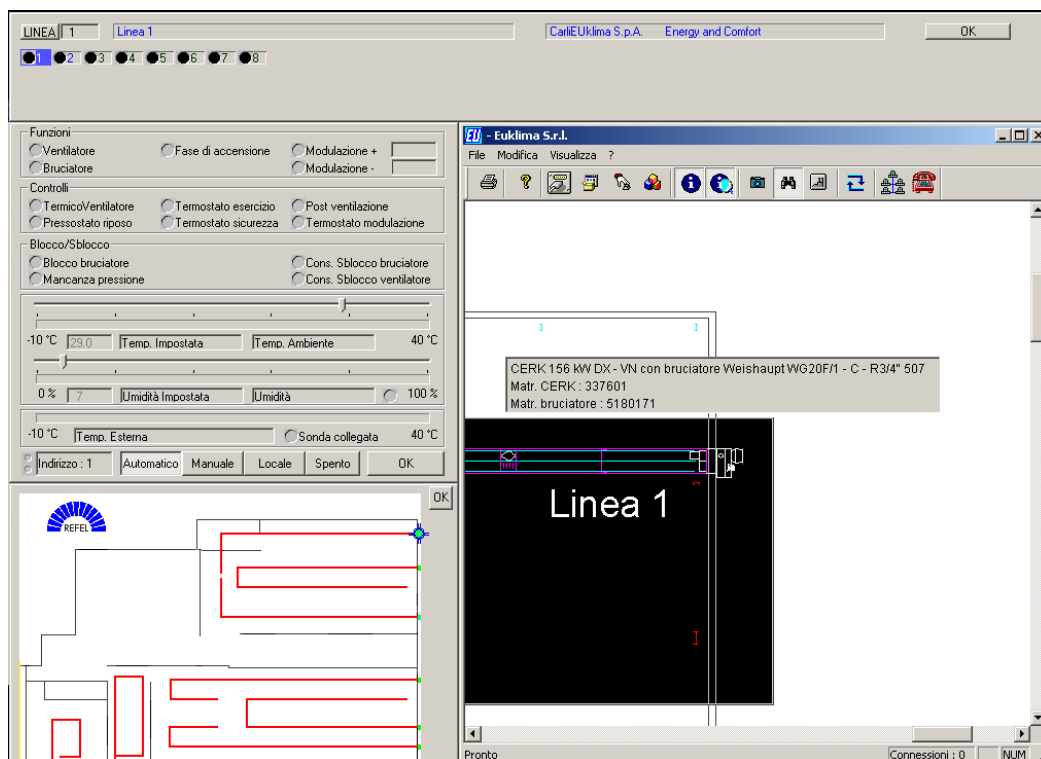 LINEA 1 Linea 1 CarliEUklima S.p.A. Energy and Comfort OK
1 2 3 4 5 6 7 8
Funzioni
Ventilatore Fase di accensione Modulazione +
Bruciatore Modulazione -
Controlli
TermicoVentilatore Termostato esercizio Post ventilazione
Pressostato riposo Termostato sicurezza Termostato modulazione
Blocco/Sblocco
Blocco bruciatore Cons. Sblocco bruciatore
Mancanza pressione Cons. Sblocco ventilatore
-10 °C 29.0 Temp. Impostata Temp. Ambiente 40 °C
0 % 7 Umidità Impostata Umidità 100 %
-10 °C Temp. Esterna Sonda collegata 40 °C
Indirizzo : 1 Automatico Manuale Locale Spento OK
OK
REFEL
EU - Euklima S.r.l.
File Modifica Visualizza ?
CERK 156 kW DX - VN con bruciatore Weishaupt WG20F/1 - C - R3/4" 507
Matr. CERK : 337601
Matr. bruciatore : 5180171
Linea 1
Pronto Connessioni : 0 NUM